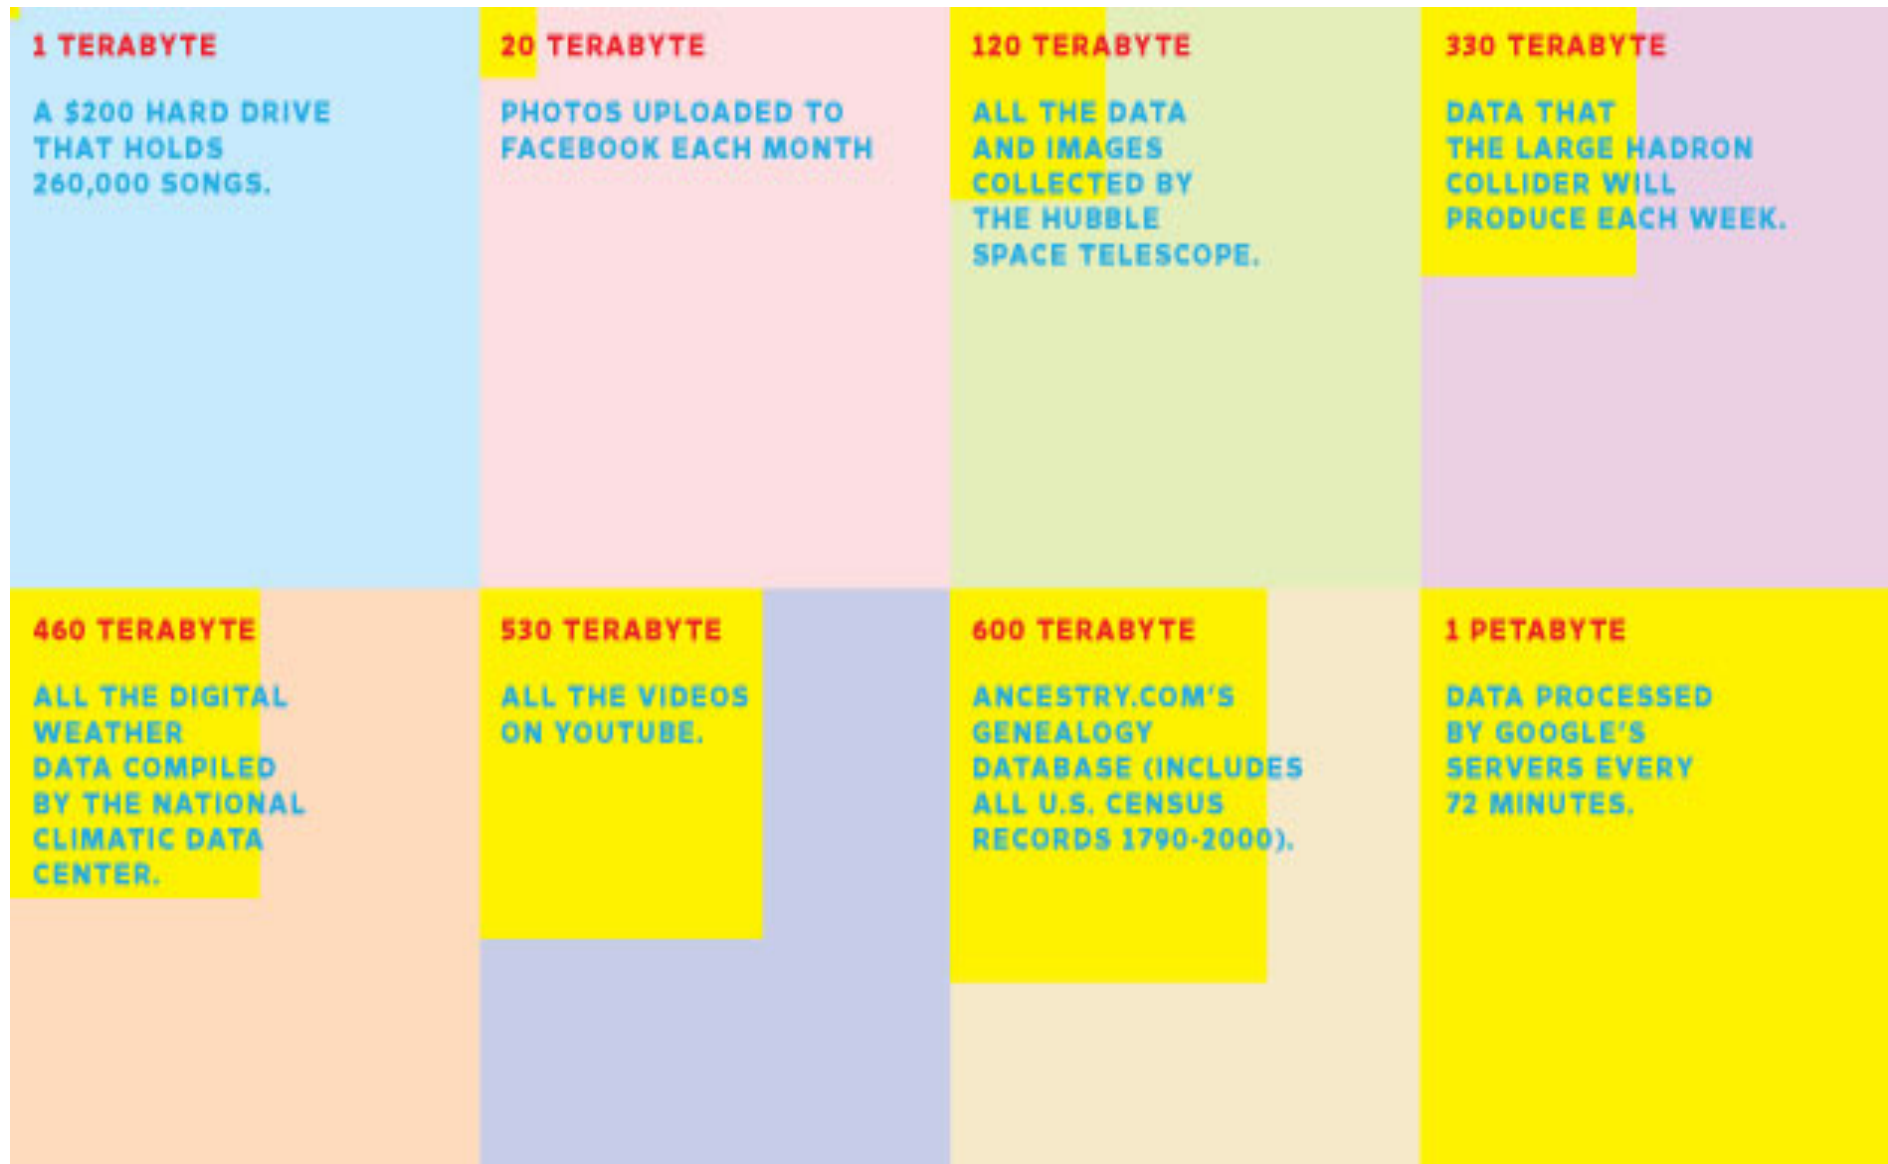 1 TERABYTE
A $200 HARD DRIVE
THAT HOLDS
260,000 SONGS.
20 TERABYTE
PHOTOS UPLOADED TO
FACEBOOK EACH MONTH
120 TERABYTE
ALL THE DATA
AND IMAGES
COLLECTED BY
THE HUBBLE
SPACE TELESCOPE.
330 TERABYTE
DATA THAT
THE LARGE HADRON
COLLIDER WILL
PRODUCE EACH WEEK.
460 TERABYTE
ALL THE DIGITAL
WEATHER
DATA COMPILED
BY THE NATIONAL
CLIMATIC DATA
CENTER.
530 TERABYTE
ALL THE VIDEOS
ON YOUTUBE.
600 TERABYTE
ANCESTRY.COM'S
GENEALOGY
DATABASE (INCLUDES
ALL U.S. CENSUS
RECORDS 1790-2000).
1 PETABYTE
DATA PROCESSED
BY GOOGLE'S
SERVERS EVERY
72 MINUTES.